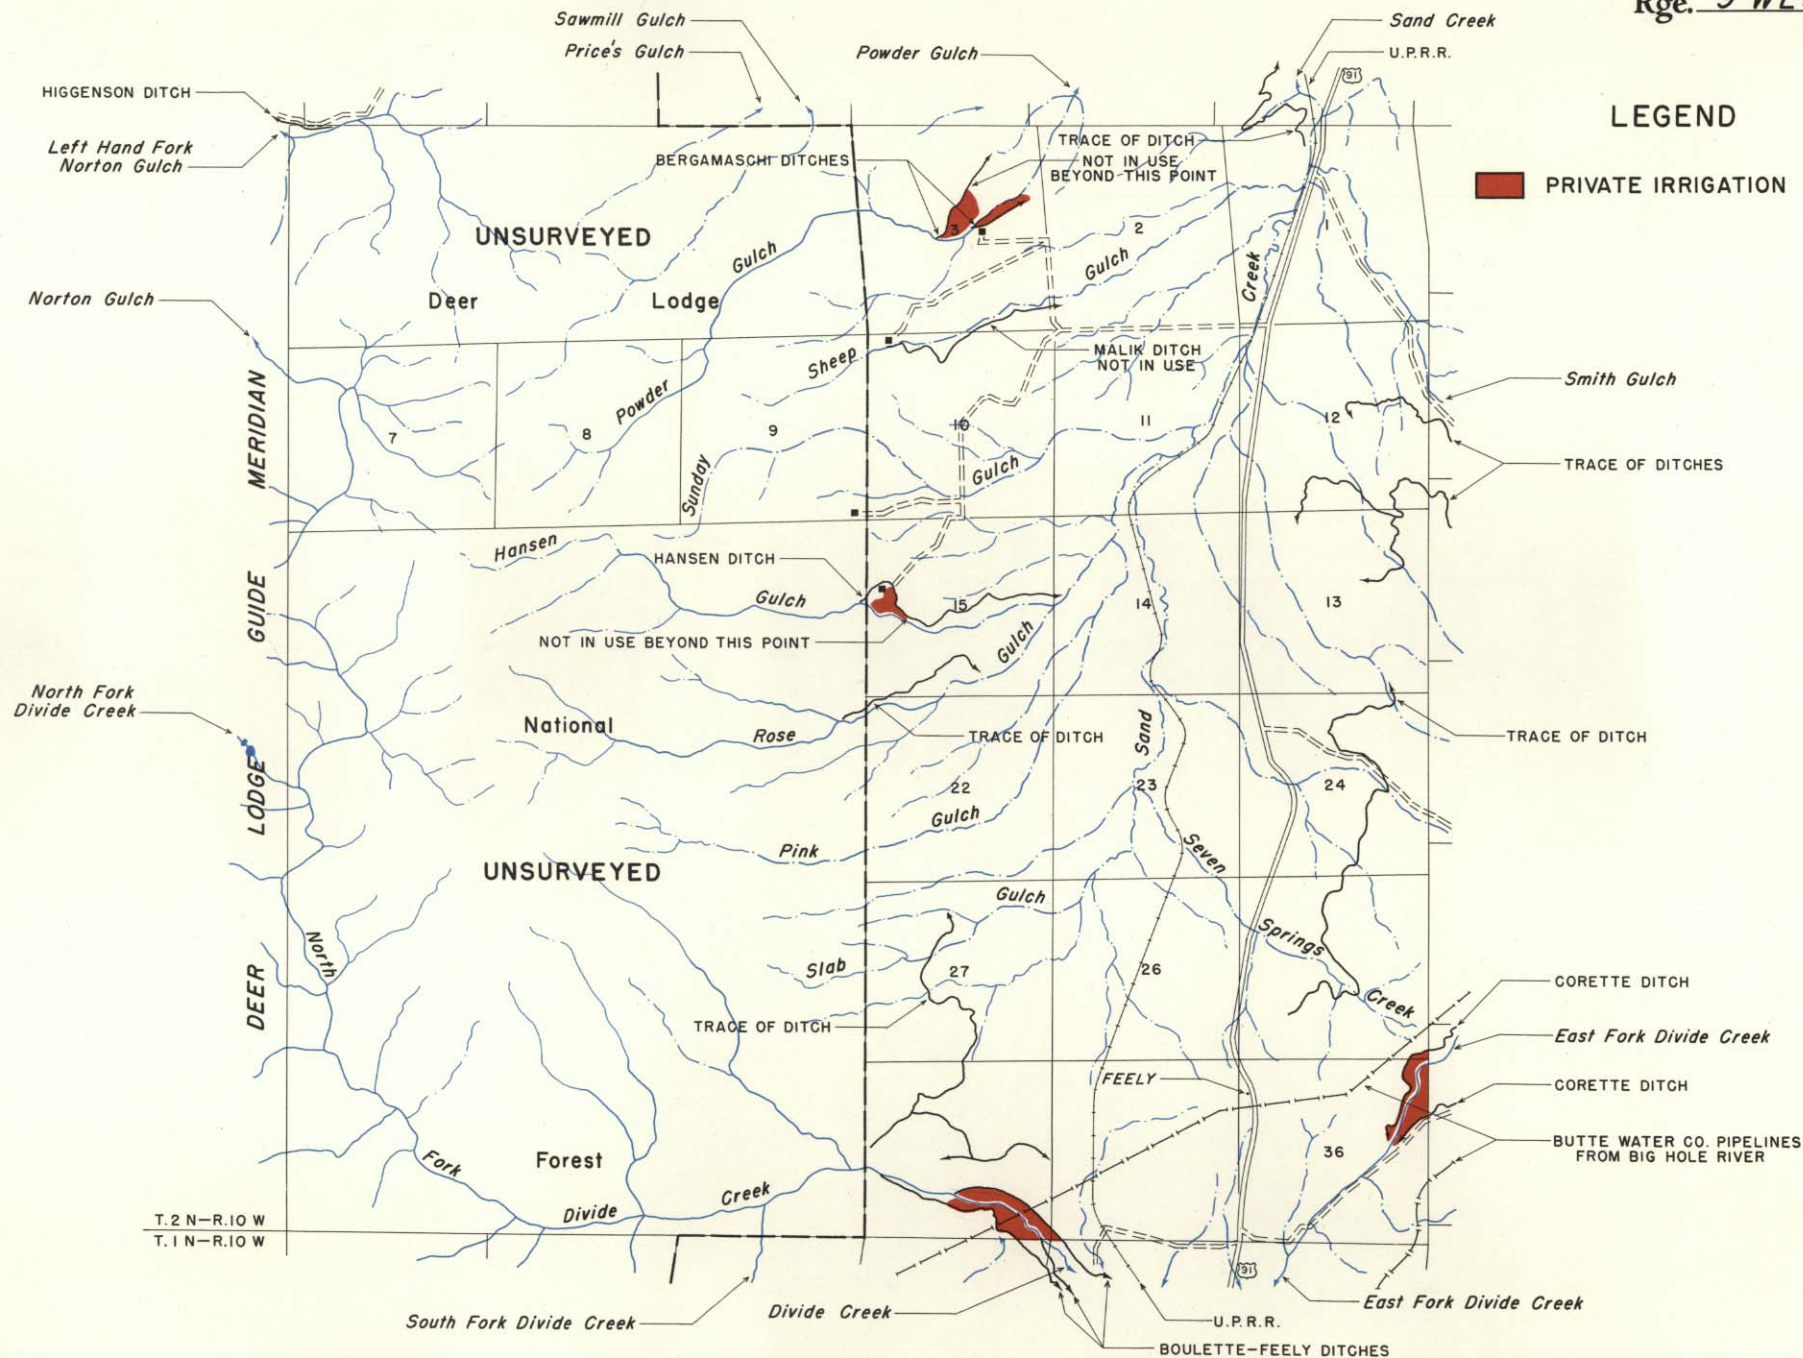 Rge.
Sawmill Gulch
Price's Gulch
Powder Gulch
Sand Creek
U.P.R.R.
91
HIGGENSON DITCH
LEGEND
Left Hand Fork
Norton Gulch
BERGAMASCHI DITCHES
TRACE OF DITCH
NOT IN USE
BEYOND THIS POINT
PRIVATE IRRIGATION
UNSURVEYED
3
2
1
Gulch
Gulch
Creek
Norton Gulch
Deer
Lodge
Sheep
MALIK DITCH
NOT IN USE
Smith Gulch
MERIDIAN
Powder
7
8
9
10
11
12
Sunday
Gulch
TRACE OF DITCHES
Hansen
HANSEN DITCH
GUIDE
Gulch
15
14
13
NOT IN USE BEYOND THIS POINT
Gulch
North Fork
Divide Creek
National
Rose
TRACE OF DITCH
Sand
TRACE OF DITCH
LODGE
22
23
24
Gulch
Pink
Seven
UNSURVEYED
Gulch
North
Springs
Slab
27
26
DEER
Creek
CORETTE DITCH
TRACE OF DITCH
East Fork Divide Creek
FEELY
CORETTE DITCH
BUTTE WATER CO. PIPELINES
FROM BIG HOLE RIVER
Fork
Forest
36
Divide
Creek
T.2 N-R.10 W
T.1 N-R.10 W
91
South Fork Divide Creek
Divide Creek
East Fork Divide Creek
U.P.R.R.
BOULETTE-FEELY DITCHES